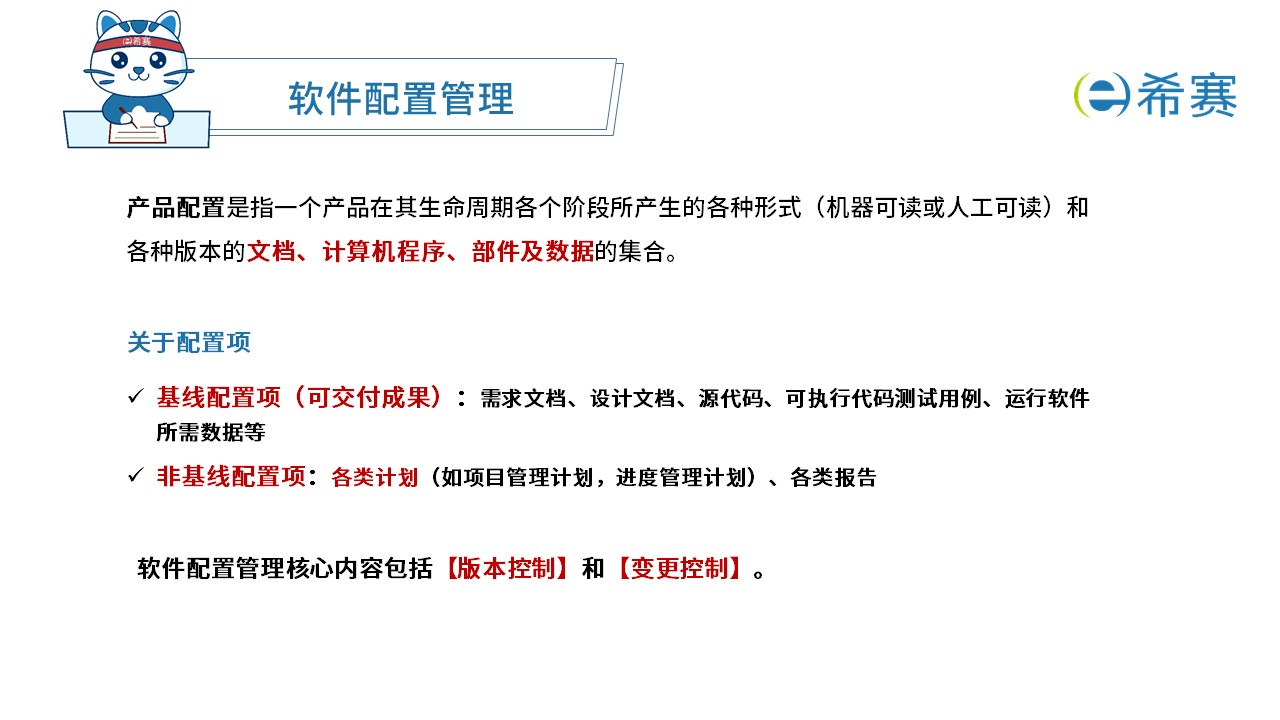 希赛
软件配置管理
希赛
产品配置是指一个产品在其生命周期各个阶段所产生的各种形式（机器可读或人工可读）和
各种版本的文档、计算机程序、部件及数据的集合。
关于配置项
✓ 基线配置项（可交付成果）：需求文档、设计文档、源代码、可执行代码测试用例、运行软件
所需数据等
✓ 非基线配置项：各类计划（如项目管理计划，进度管理计划）、各类报告
软件配置管理核心内容包括【版本控制】和【变更控制】。